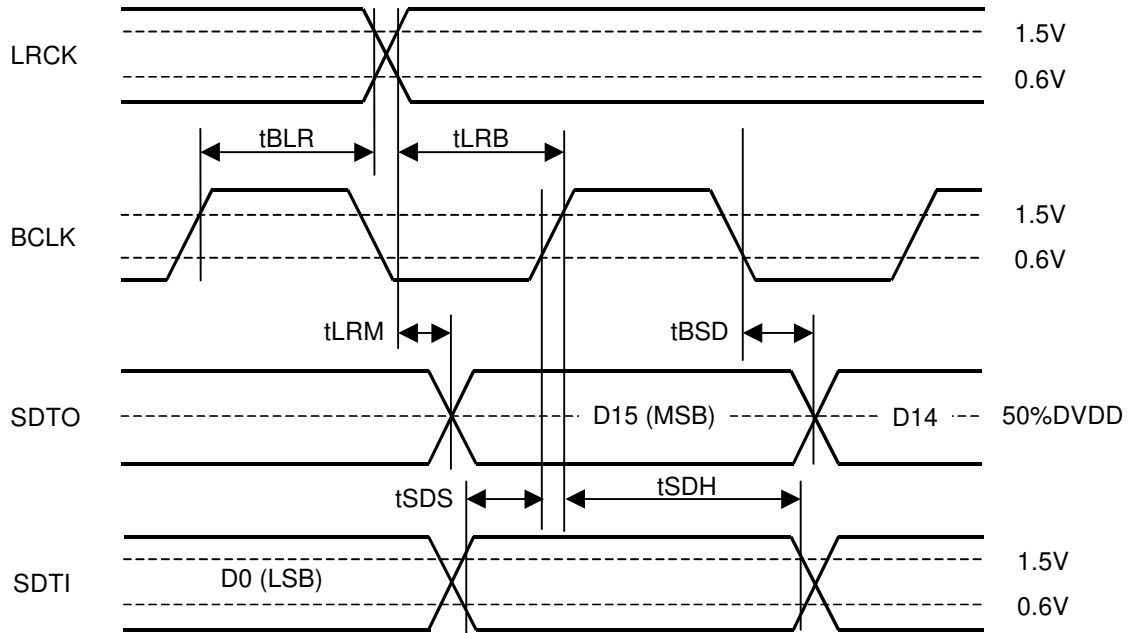 LRCK
1.5V
0.6V
tBLR
tLRB
BCLK
1.5V
0.6V
tLRM
tBSD
SDTO
D15 (MSB)
D14
50%DVDD
tSDS
tSDH
SDTI
D0 (LSB)
1.5V
0.6V